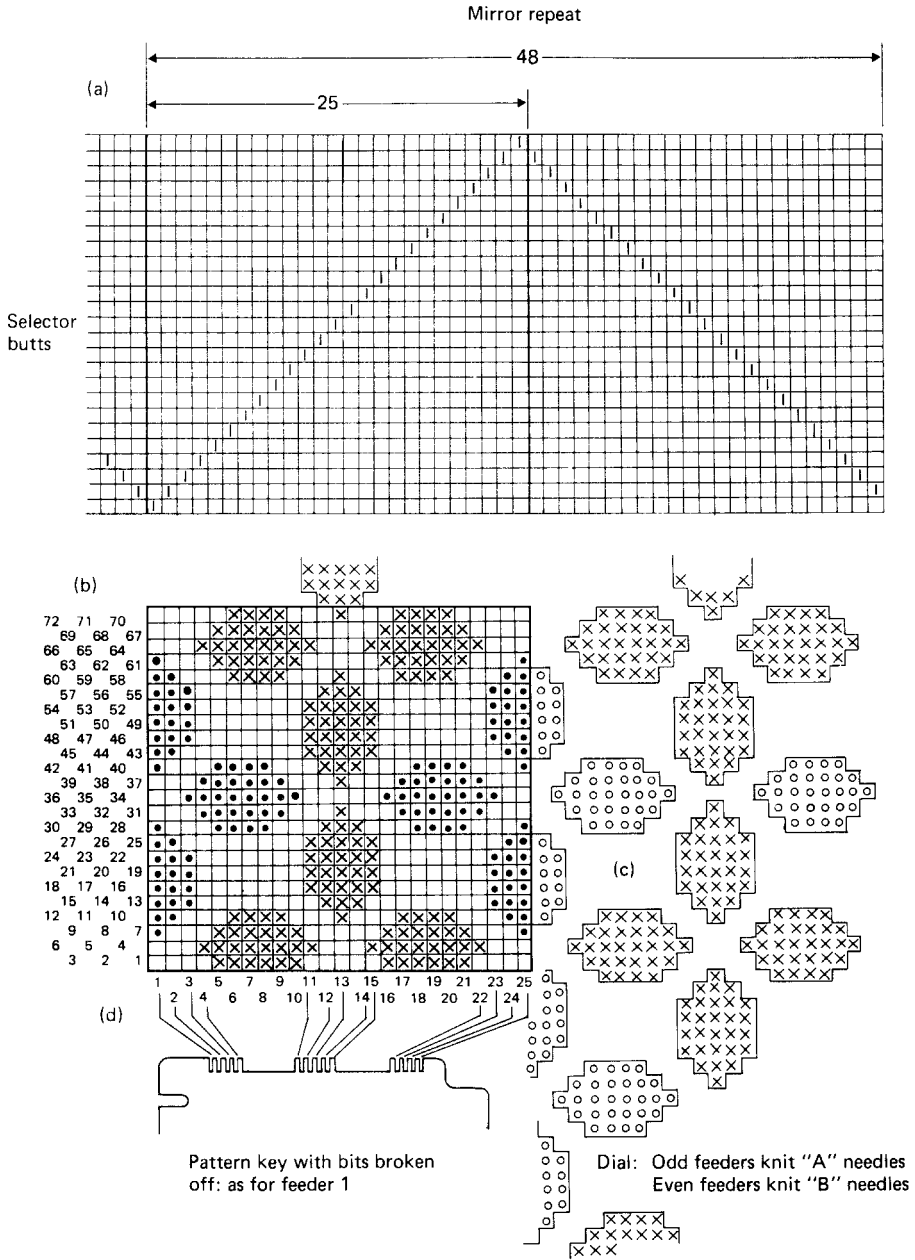 Mirror repeat
48
(a)
25
Selector
butts
(b)
72 71 70
69 68 67
66 65 64
63 62 61
60 59 58
57 56 55
54 53 52
51 50 49
48 47 46
45 44 43
42 41 40
39 38 37
36 35 34
33 32 31
30 29 28
27 26 25
24 23 22
21 20 19
18 17 16
15 14 13
12 11 10
9 8 7
6 5 4
3 2 1
(c)
1 3 5 7 9 11 13 15 17 19 21 23 25
2 4 6 8 10 12 14 16 18 20 22 24
(d)
Pattern key with bits broken
off: as for feeder 1
Dial: Odd feeders knit "A" needles
Even feeders knit "B" needles